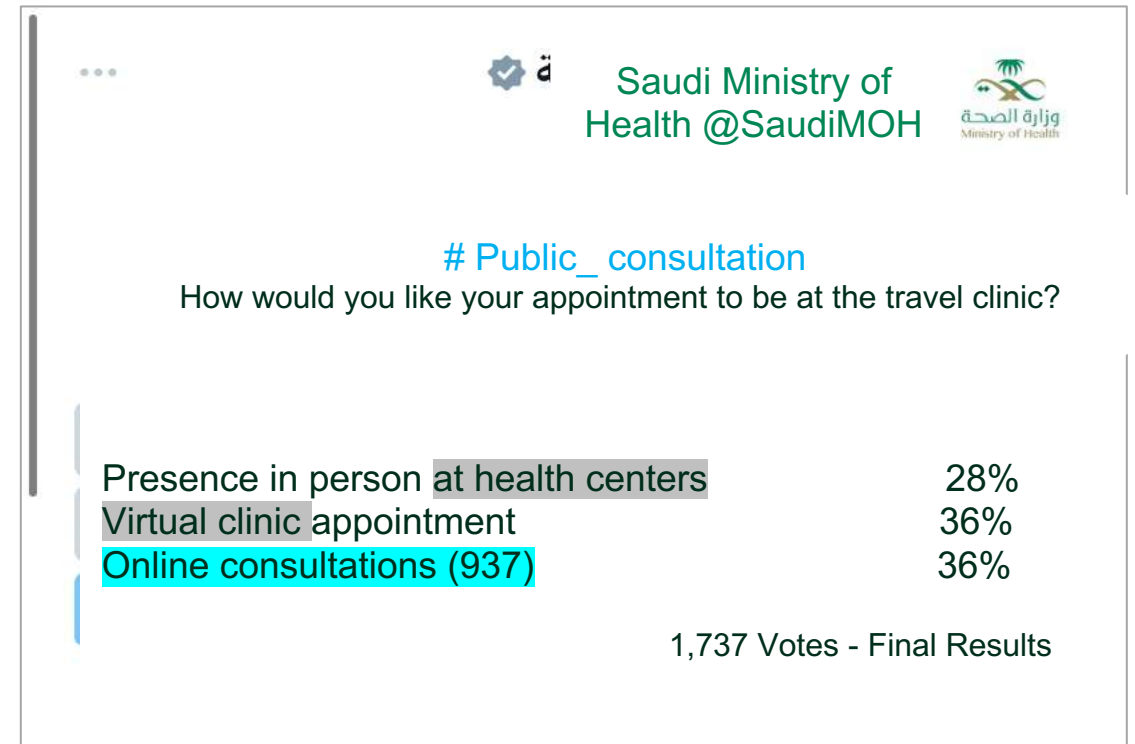 Saudi Ministry of
Health @SaudiMOH
وزارة الصحة
Ministry of Health
# Public_ consultation
How would you like your appointment to be at the travel clinic?
Presence in person at health centers 28%
Virtual clinic appointment 36%
Online consultations (937) 36%
1,737 Votes - Final Results